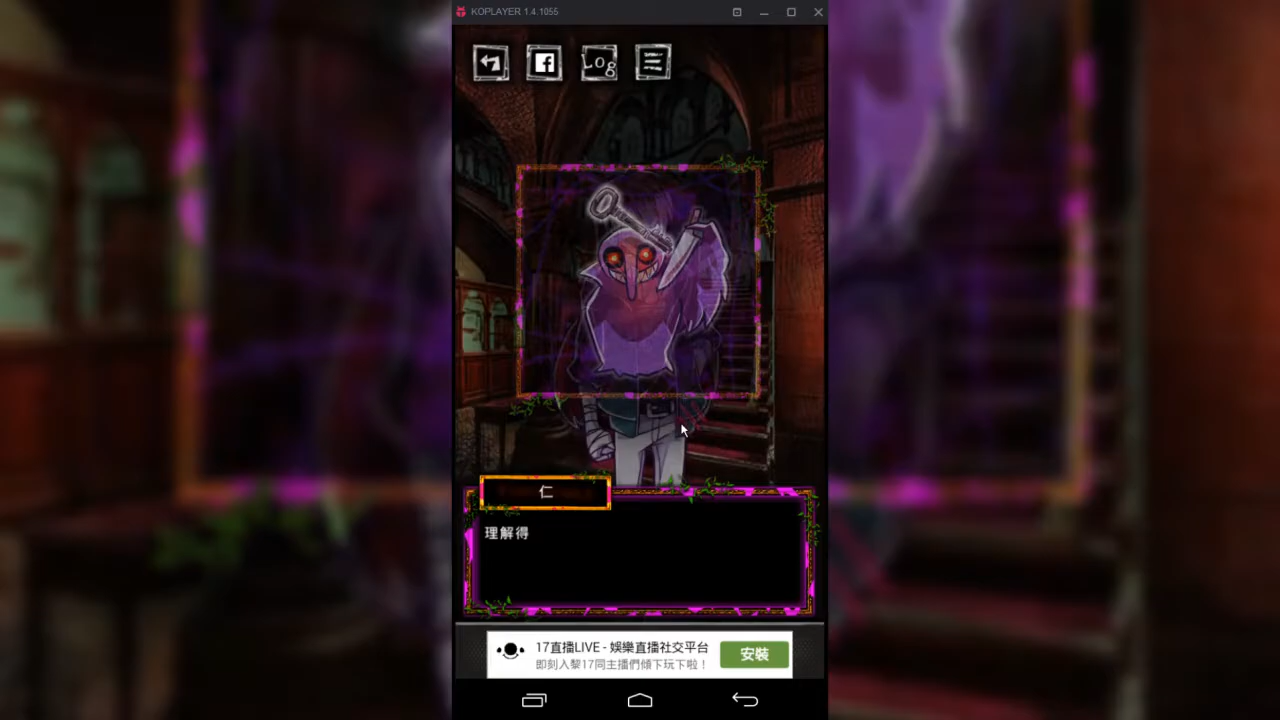 KOPLAYER 1.4.1055
Log
仁
理解得
17直播LIVE - 娛樂直播社交平台
即刻入黎17同主播們傾下玩下啦！
安裝